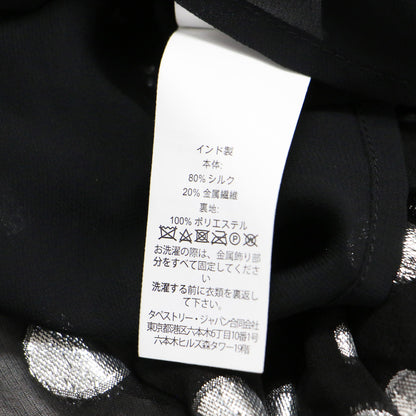 インド製
本体:
80% シルク
20% 金属繊維
裏地:
100% ポリエステル
お洗濯の際は、金属飾り部
分をすべて固定してくださ
い
洗濯する前に衣類を裏返し
て下さい。
タペストリー・ジャパン合同会社
東京都港区六本木6丁目10番1号
六本木ヒルズ森タワー19階